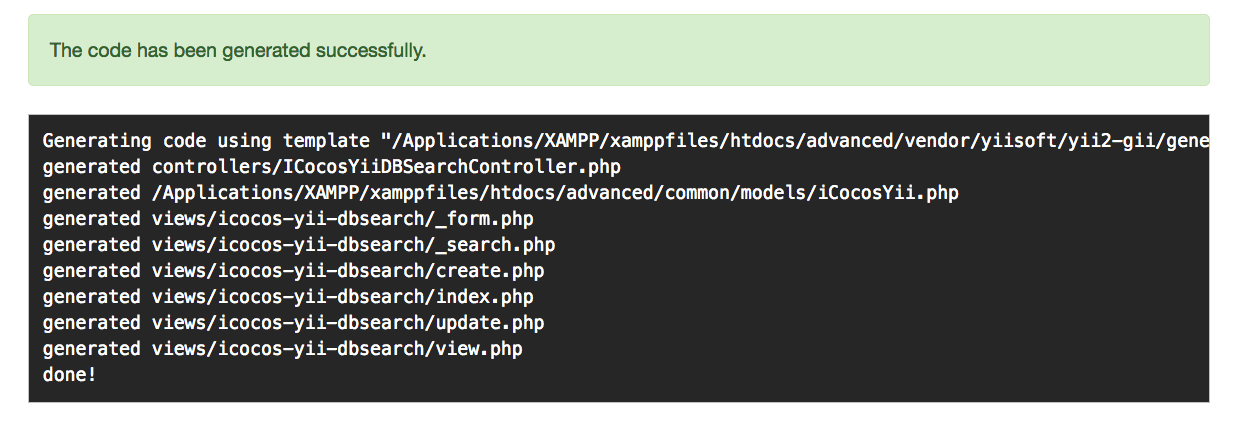 The code has been generated successfully.
Generating code using template "/Applications/XAMPP/xamppfiles/htdocs/advanced/vendor/yiisoft/yii2-gii/gene
generated controllers/ICocosYiiDBSearchController.php
generated /Applications/XAMPP/xamppfiles/htdocs/advanced/common/models/iCocosYii.php
generated views/icocos-yii-dbsearch/_form.php
generated views/icocos-yii-dbsearch/_search.php
generated views/icocos-yii-dbsearch/create.php
generated views/icocos-yii-dbsearch/index.php
generated views/icocos-yii-dbsearch/update.php
generated views/icocos-yii-dbsearch/view.php
done!